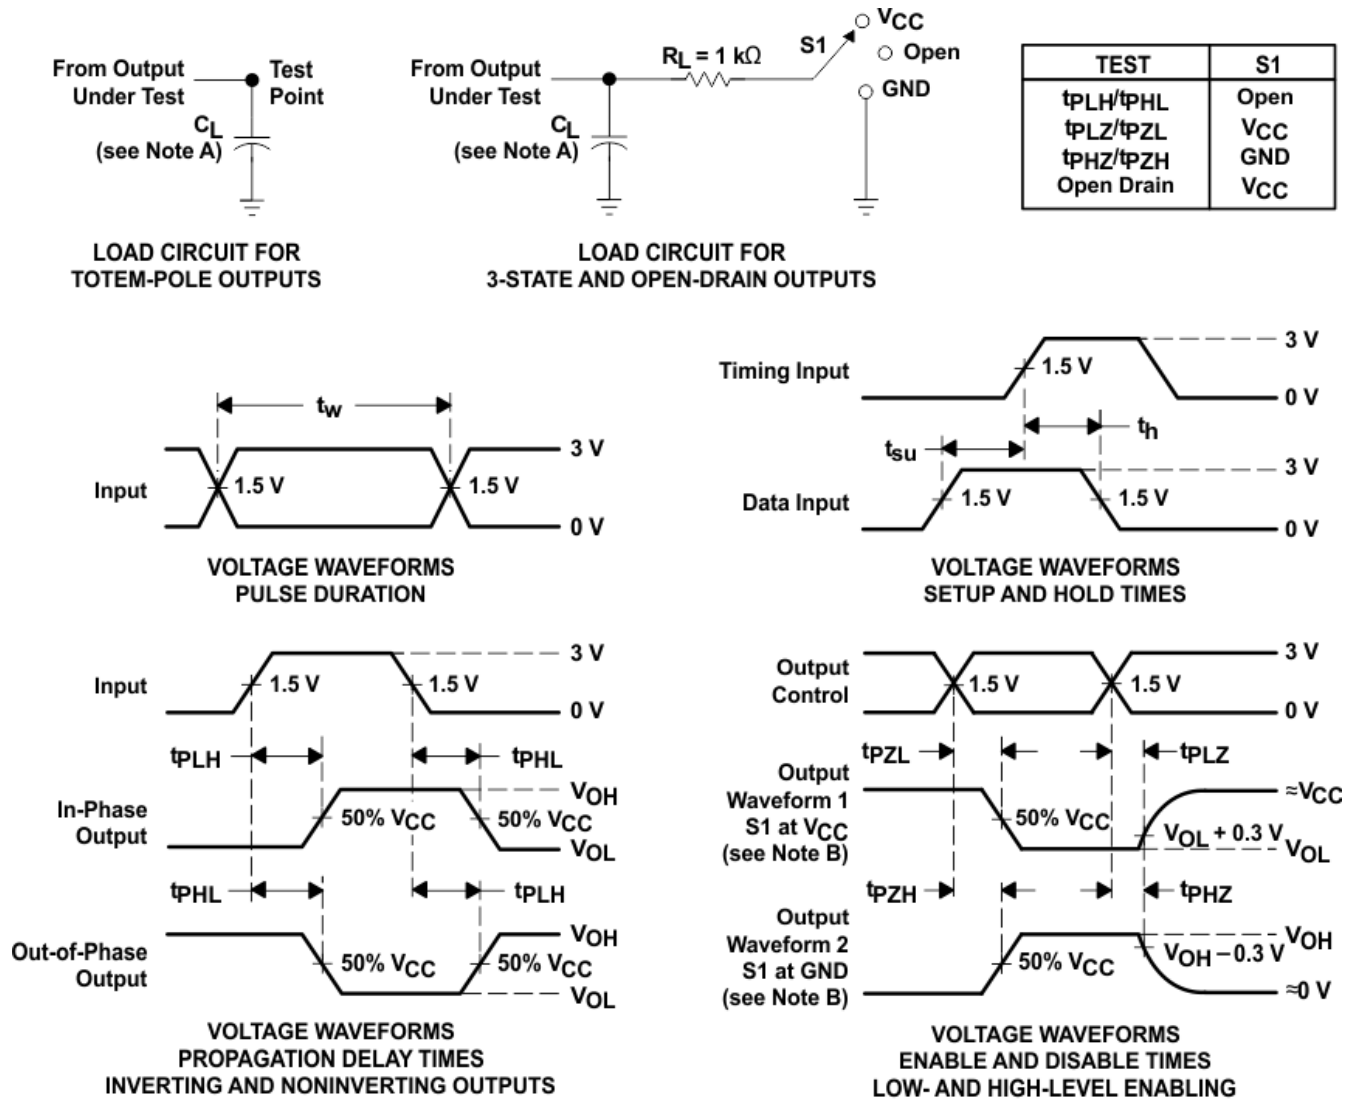 From Output
Under Test
Test
Point
CL
(see Note A)
LOAD CIRCUIT FOR
TOTEM-POLE OUTPUTS
From Output
Under Test
CL
(see Note A)
RL = 1 kΩ
S1
VCC
Open
GND
LOAD CIRCUIT FOR
3-STATE AND OPEN-DRAIN OUTPUTS
TEST S1
tPLH/tPHL Open
tPLZ/tPZL VCC
tPHZ/tPZH GND
Open Drain VCC
tw
Input
1.5 V
1.5 V
3 V
0 V
VOLTAGE WAVEFORMS
PULSE DURATION
Timing Input
1.5 V
3 V
0 V
th
tsu
Data Input
1.5 V
1.5 V
3 V
0 V
VOLTAGE WAVEFORMS
SETUP AND HOLD TIMES
Input
1.5 V
1.5 V
3 V
0 V
tPLH
tPHL
In-Phase
Output
50% VCC
50% VCC
VOH
VOL
tPHL
tPLH
Out-of-Phase
Output
50% VCC
50% VCC
VOH
VOL
VOLTAGE WAVEFORMS
PROPAGATION DELAY TIMES
INVERTING AND NONINVERTING OUTPUTS
Output
Control
1.5 V
1.5 V
3 V
0 V
tPZL
tPLZ
Output
Waveform 1
S1 at VCC
(see Note B)
50% VCC
VOL + 0.3 V
≈VCC
VOL
tPZH
tPHZ
Output
Waveform 2
S1 at GND
(see Note B)
50% VCC
VOH − 0.3 V
VOH
≈0 V
VOLTAGE WAVEFORMS
ENABLE AND DISABLE TIMES
LOW- AND HIGH-LEVEL ENABLING